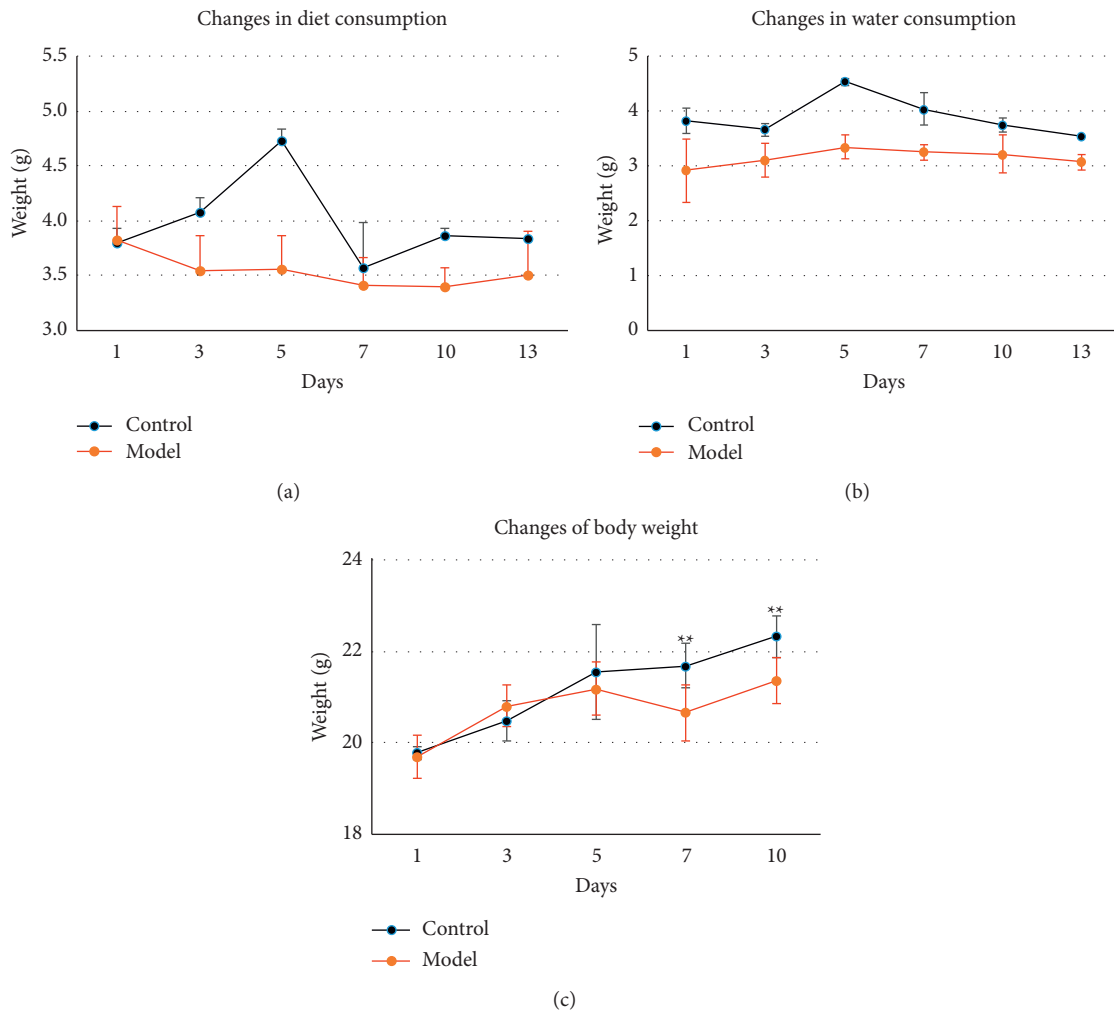 Changes in diet consumption
5.5
5.0
4.5
4.0
3.5
3.0
Weight (g)
1 3 5 7 10 13
Days
Control
Model
(a)
Changes in water consumption
5
4
3
2
1
0
Weight (g)
1 3 5 7 10 13
Days
Control
Model
(b)
Changes of body weight
24
22
20
18
Weight (g)
** **
1 3 5 7 10
Days
Control
Model
(c)